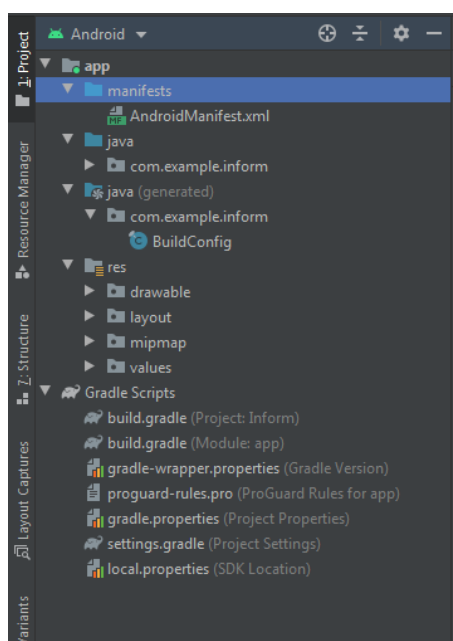 Android
app
manifests
MF AndroidManifest.xml
java
com.example.inform
java (generated)
com.example.inform
C BuildConfig
res
drawable
layout
mipmap
values
Gradle Scripts
build.gradle (Project: Inform)
build.gradle (Module: app)
gradle-wrapper.properties (Gradle Version)
proguard-rules.pro (ProGuard Rules for app)
gradle.properties (Project Properties)
settings.gradle (Project Settings)
local.properties (SDK Location)
1: Project
Resource Manager
7: Structure
Layout Captures